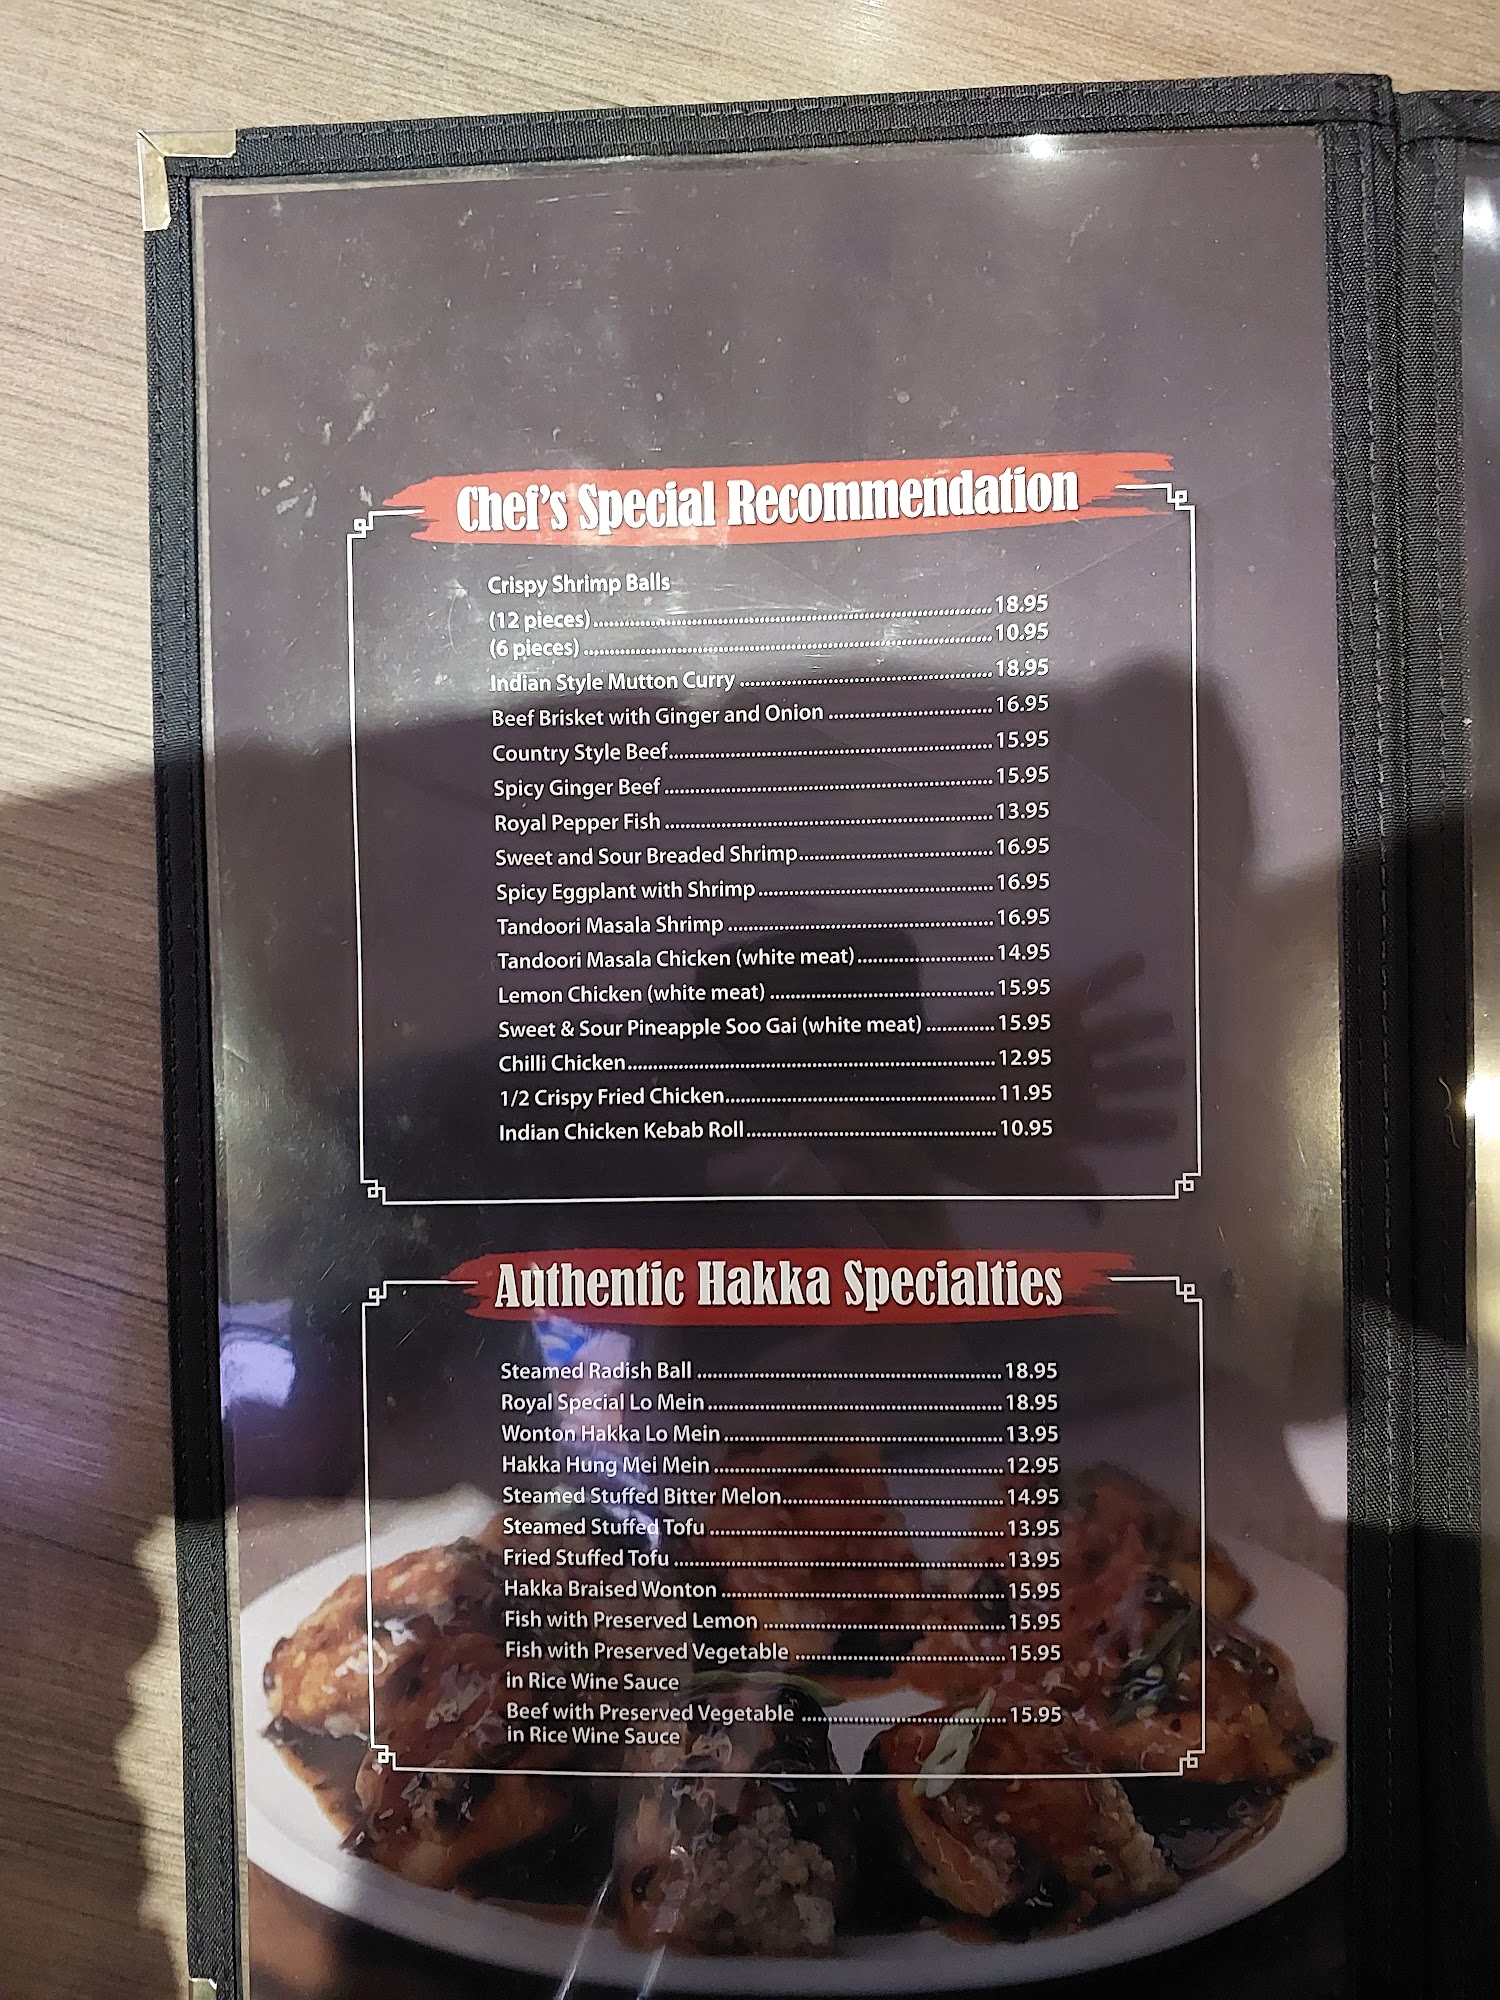 Chef's Special Recommendation
Crispy Shrimp Balls
(12 pieces)..........18.95
(6 pieces)..........10.95
Indian Style Mutton Curry..........18.95
Beef Brisket with Ginger and Onion..........16.95
Country Style Beef..........15.95
Spicy Ginger Beef..........15.95
Royal Pepper Fish..........13.95
Sweet and Sour Breaded Shrimp..........16.95
Spicy Eggplant with Shrimp..........16.95
Tandoori Masala Shrimp..........16.95
Tandoori Masala Chicken (white meat)..........14.95
Lemon Chicken (white meat)..........15.95
Sweet & Sour Pineapple Soo Gai (white meat)..........15.95
Chilli Chicken..........12.95
1/2 Crispy Fried Chicken..........11.95
Indian Chicken Kebab Roll..........10.95
Authentic Hakka Specialties
Steamed Radish Ball..........18.95
Royal Special Lo Mein..........18.95
Wonton Hakka Lo Mein..........13.95
Hakka Hung Mei Mein..........12.95
Steamed Stuffed Bitter Melon..........14.95
Steamed Stuffed Tofu..........13.95
Fried Stuffed Tofu..........13.95
Hakka Braised Wonton..........15.95
Fish with Preserved Lemon..........15.95
Fish with Preserved Vegetable..........15.95
in Rice Wine Sauce
Beef with Preserved Vegetable..........15.95
in Rice Wine Sauce